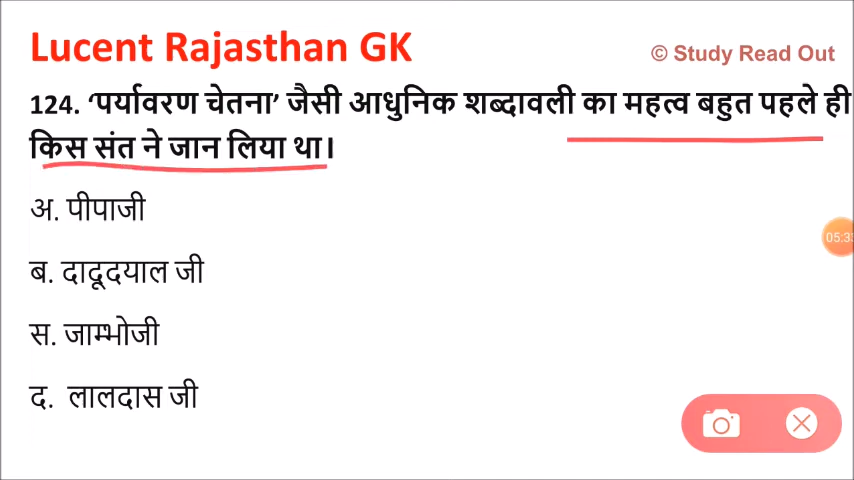 Lucent Rajasthan GK
© Study Read Out
124. ‘पर्यावरण चेतना’ जैसी आधुनिक शब्दावली का महत्व बहुत पहले ही
किस संत ने जान लिया था।
अ. पीपाजी
ब. दादूदयाल जी
स. जाम्भोजी
द. लालदास जी